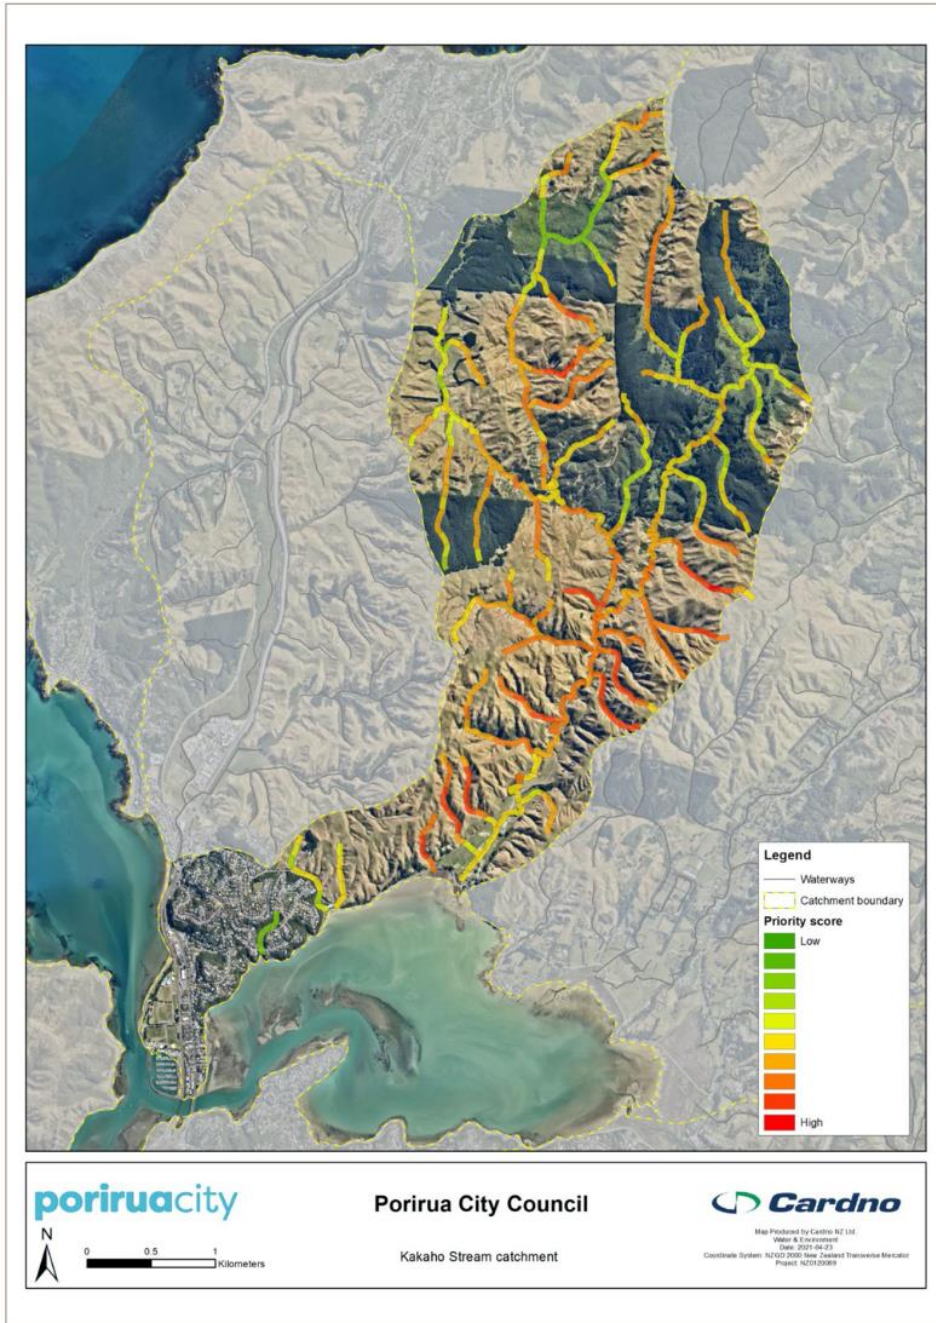 Legend
Waterways
Catchment boundary
Priority score
Low
High
poriruacity
N
0 0.5 1
Kilometers
Porirua City Council
Kakaho Stream catchment
Cardno
Map Produced by Cardno NZ Ltd.
Water & Environment
Date: 2021-04-23
Coordinate System: NZGD 2000 New Zealand Transverse Mercator
Project: NZ0120069